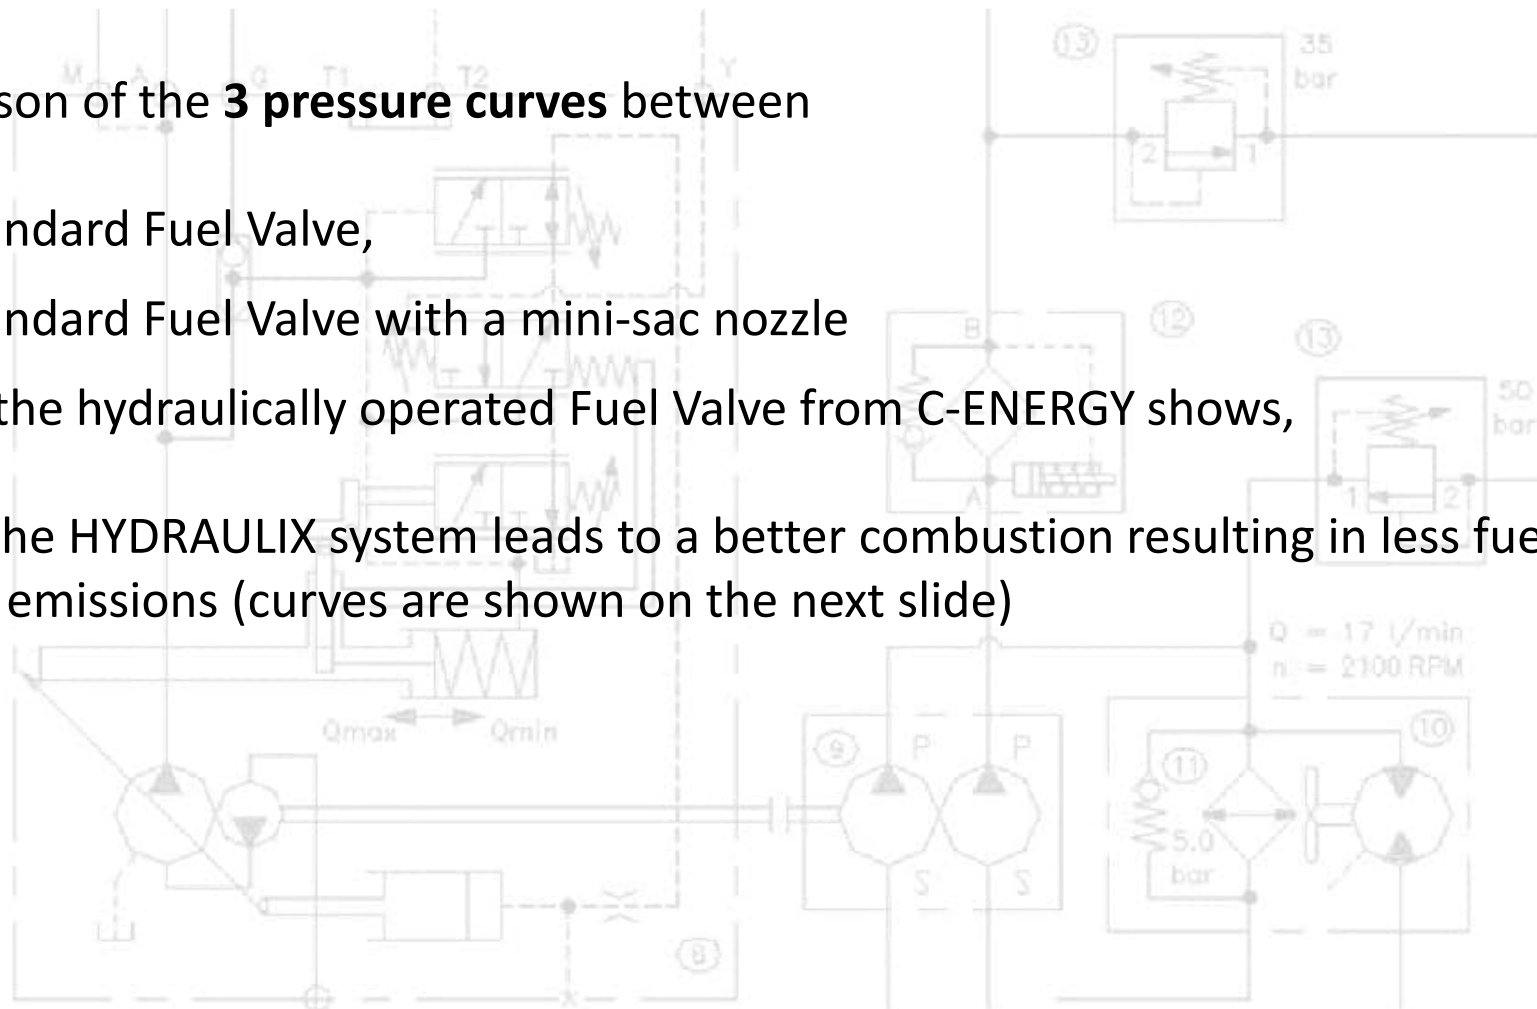 M A G T1 T2 Y
13 35
bar
son of the 3 pressure curves between
2 1
ndard Fuel Valve,
ndard Fuel Valve with a mini-sac nozzle
B 12 13
the hydraulically operated Fuel Valve from C-ENERGY shows,
50
bar
A 1 2
he HYDRAULIX system leads to a better combustion resulting in less fue
emissions (curves are shown on the next slide)
Q = 17 l/min
n = 2100 RPM
Qmax Qmin
9 P P 11 10
5.0
bar
S S
8
X